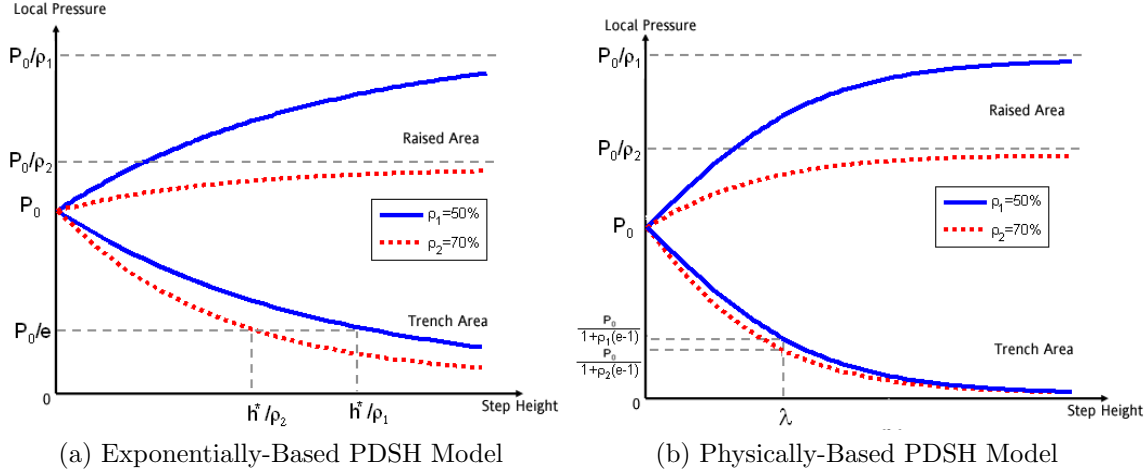 Local Pressure
P₀/ρ₁
Raised Area
P₀/ρ₂
P₀
ρ₁=50%
ρ₂=70%
Trench Area
P₀/e
0
h*/ρ₂
h*/ρ₁
Step Height
(a) Exponentially-Based PDSH Model
Local Pressure
P₀/ρ₁
Raised Area
P₀/ρ₂
ρ₁=50%
ρ₂=70%
P₀
P₀
1+ρ₁(e-1)
P₀
1+ρ₂(e-1)
Trench Area
0
λ
Step Height
(b) Physically-Based PDSH Model